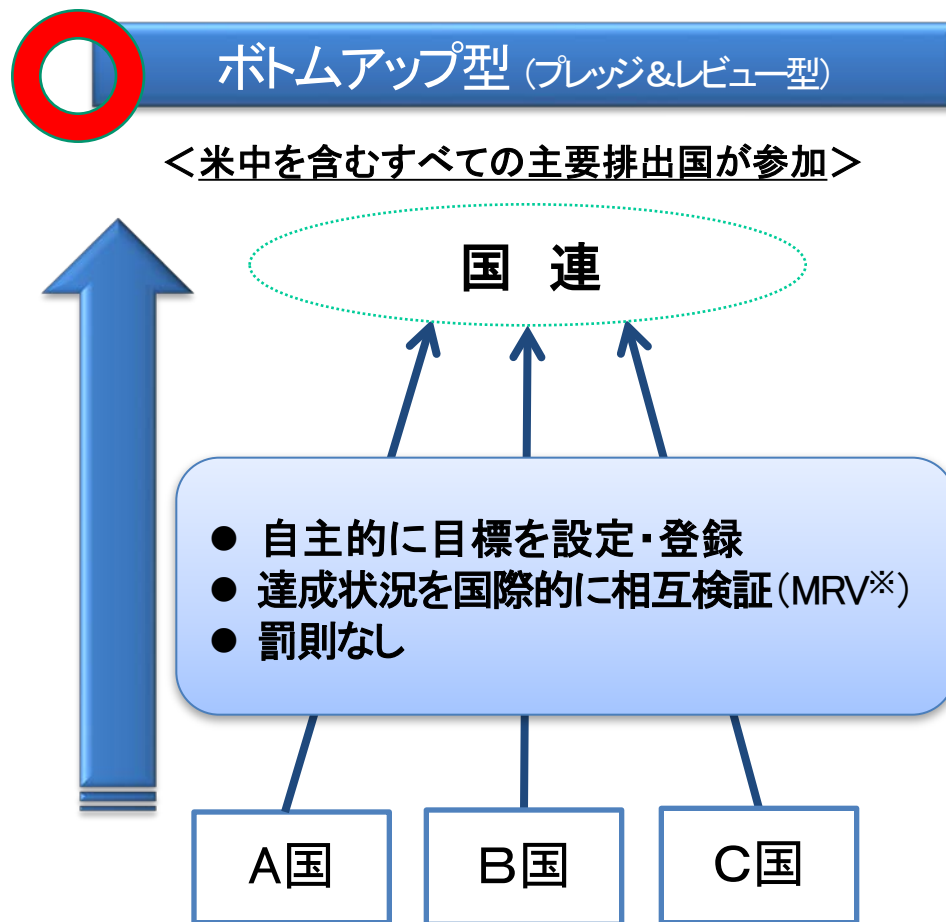 ボトムアップ型 (プレッジ&レビュー型)
＜米中を含むすべての主要排出国が参加＞
国 連
● 自主的に目標を設定・登録
● 達成状況を国際的に相互検証(MRV※)
● 罰則なし
A国 B国 C国